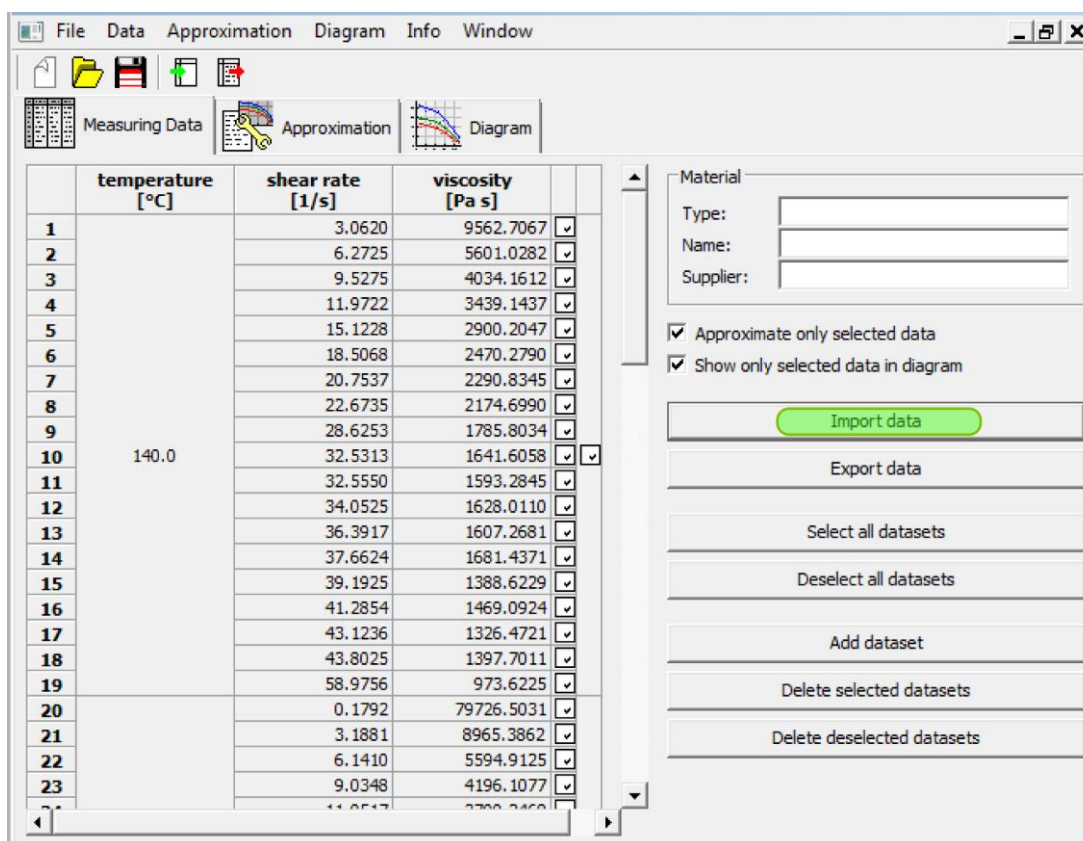 File Data Approximation Diagram Info Window
Measuring Data Approximation Diagram
temperature [°C] shear rate [1/s] viscosity [Pa s]
1 3.0620 9562.7067
2 6.2725 5601.0282
3 9.5275 4034.1612
4 11.9722 3439.1437
5 15.1228 2900.2047
6 18.5068 2470.2790
7 20.7537 2290.8345
8 22.6735 2174.6990
9 28.6253 1785.8034
10 140.0 32.5313 1641.6058
11 32.5550 1593.2845
12 34.0525 1628.0110
13 36.3917 1607.2681
14 37.6624 1681.4371
15 39.1925 1388.6229
16 41.2854 1469.0924
17 43.1236 1326.4721
18 43.8025 1397.7011
19 58.9756 973.6225
20 0.1792 79726.5031
21 3.1881 8965.3862
22 6.1410 5594.9125
23 9.0348 4196.1077
Material
Type:
Name:
Supplier:
Approximate only selected data
Show only selected data in diagram
Import data
Export data
Select all datasets
Deselect all datasets
Add dataset
Delete selected datasets
Delete deselected datasets